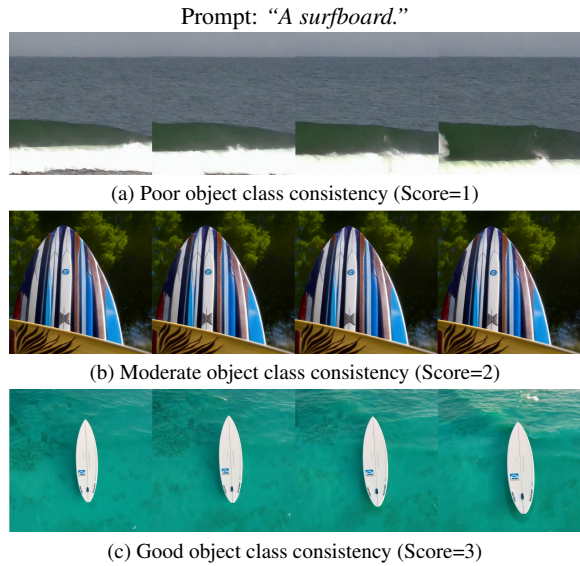 Prompt: “A surfboard.”
(a) Poor object class consistency (Score=1)
(b) Moderate object class consistency (Score=2)
(c) Good object class consistency (Score=3)